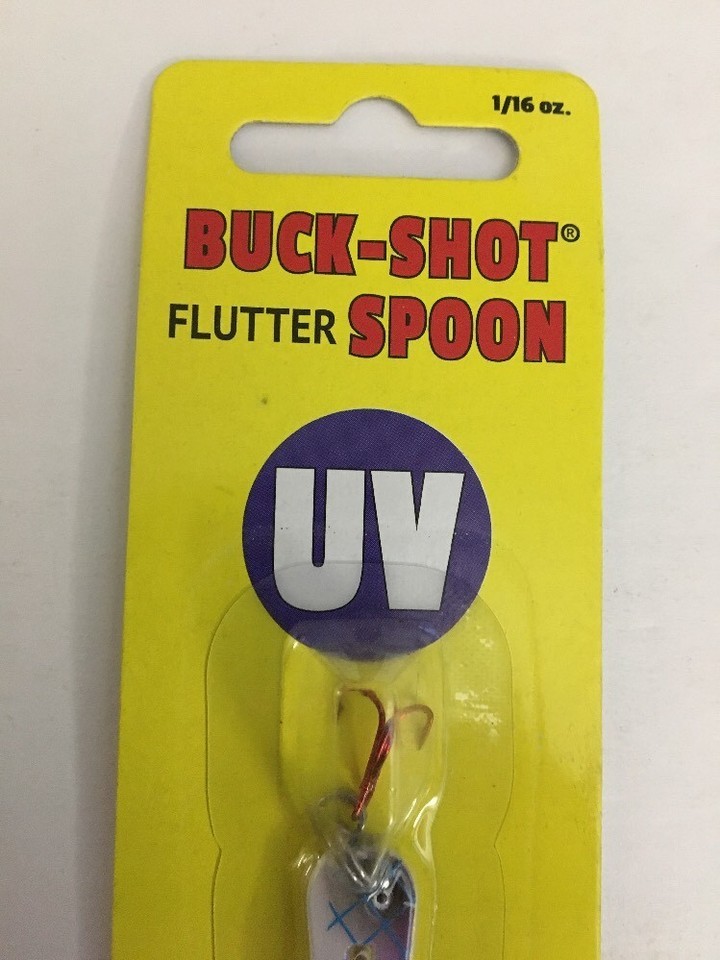 1/16 oz.
BUCK-SHOT®
FLUTTER SPOON
UV